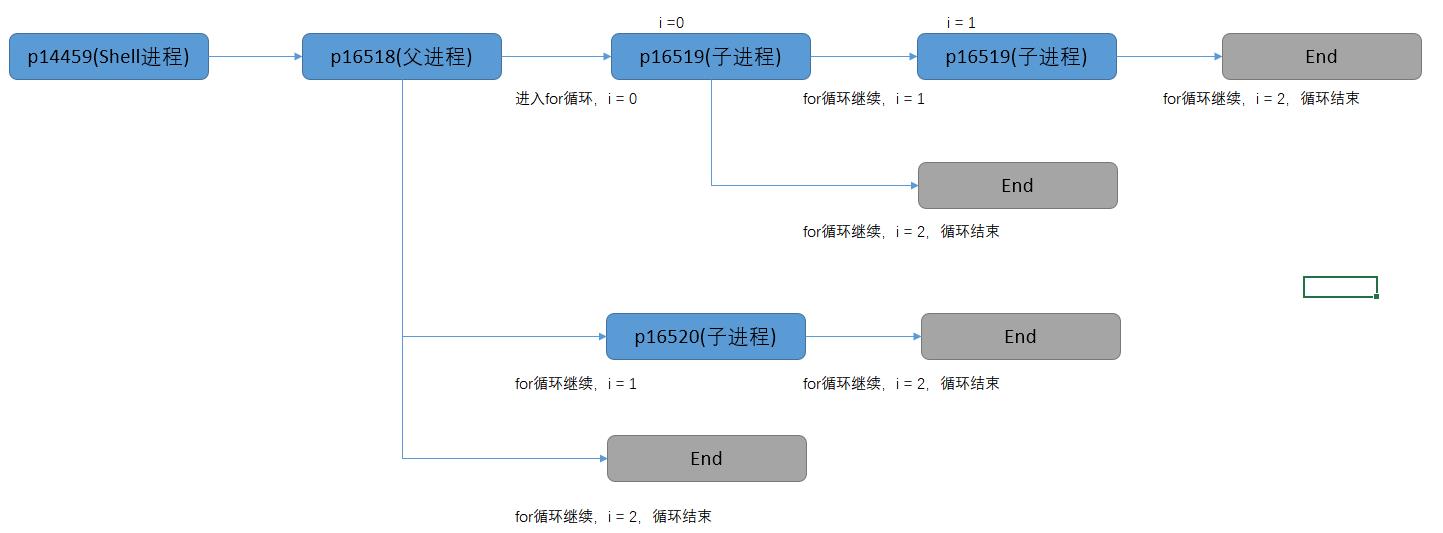 i =0
i = 1
p14459(Shell进程)
p16518(父进程)
p16519(子进程)
p16519(子进程)
End
进入for循环，i = 0
for循环继续，i = 1
for循环继续，i = 2，循环结束
End
for循环继续，i = 2，循环结束
p16520(子进程)
End
for循环继续，i = 1
for循环继续，i = 2，循环结束
End
for循环继续，i = 2，循环结束